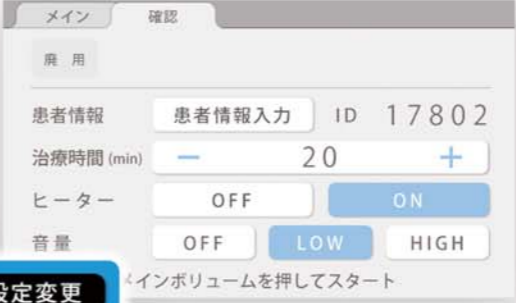 メイン 確認
廃用
患者情報 患者情報入力 ID 17802
治療時間 (min) − 20 +
ヒーター OFF ON
音量 OFF LOW HIGH
設定変更 メインボリュームを押してスタート